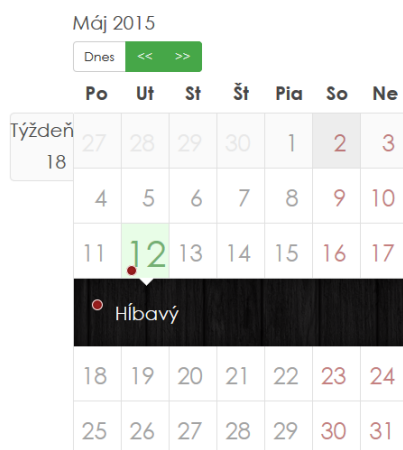 Máj 2015
Dnes << >>
Po Ut St Št Pia So Ne
Týždeň 18
27 28 29 30 1 2 3
4 5 6 7 8 9 10
11 12 13 14 15 16 17
Hĺbavý
18 19 20 21 22 23 24
25 26 27 28 29 30 31